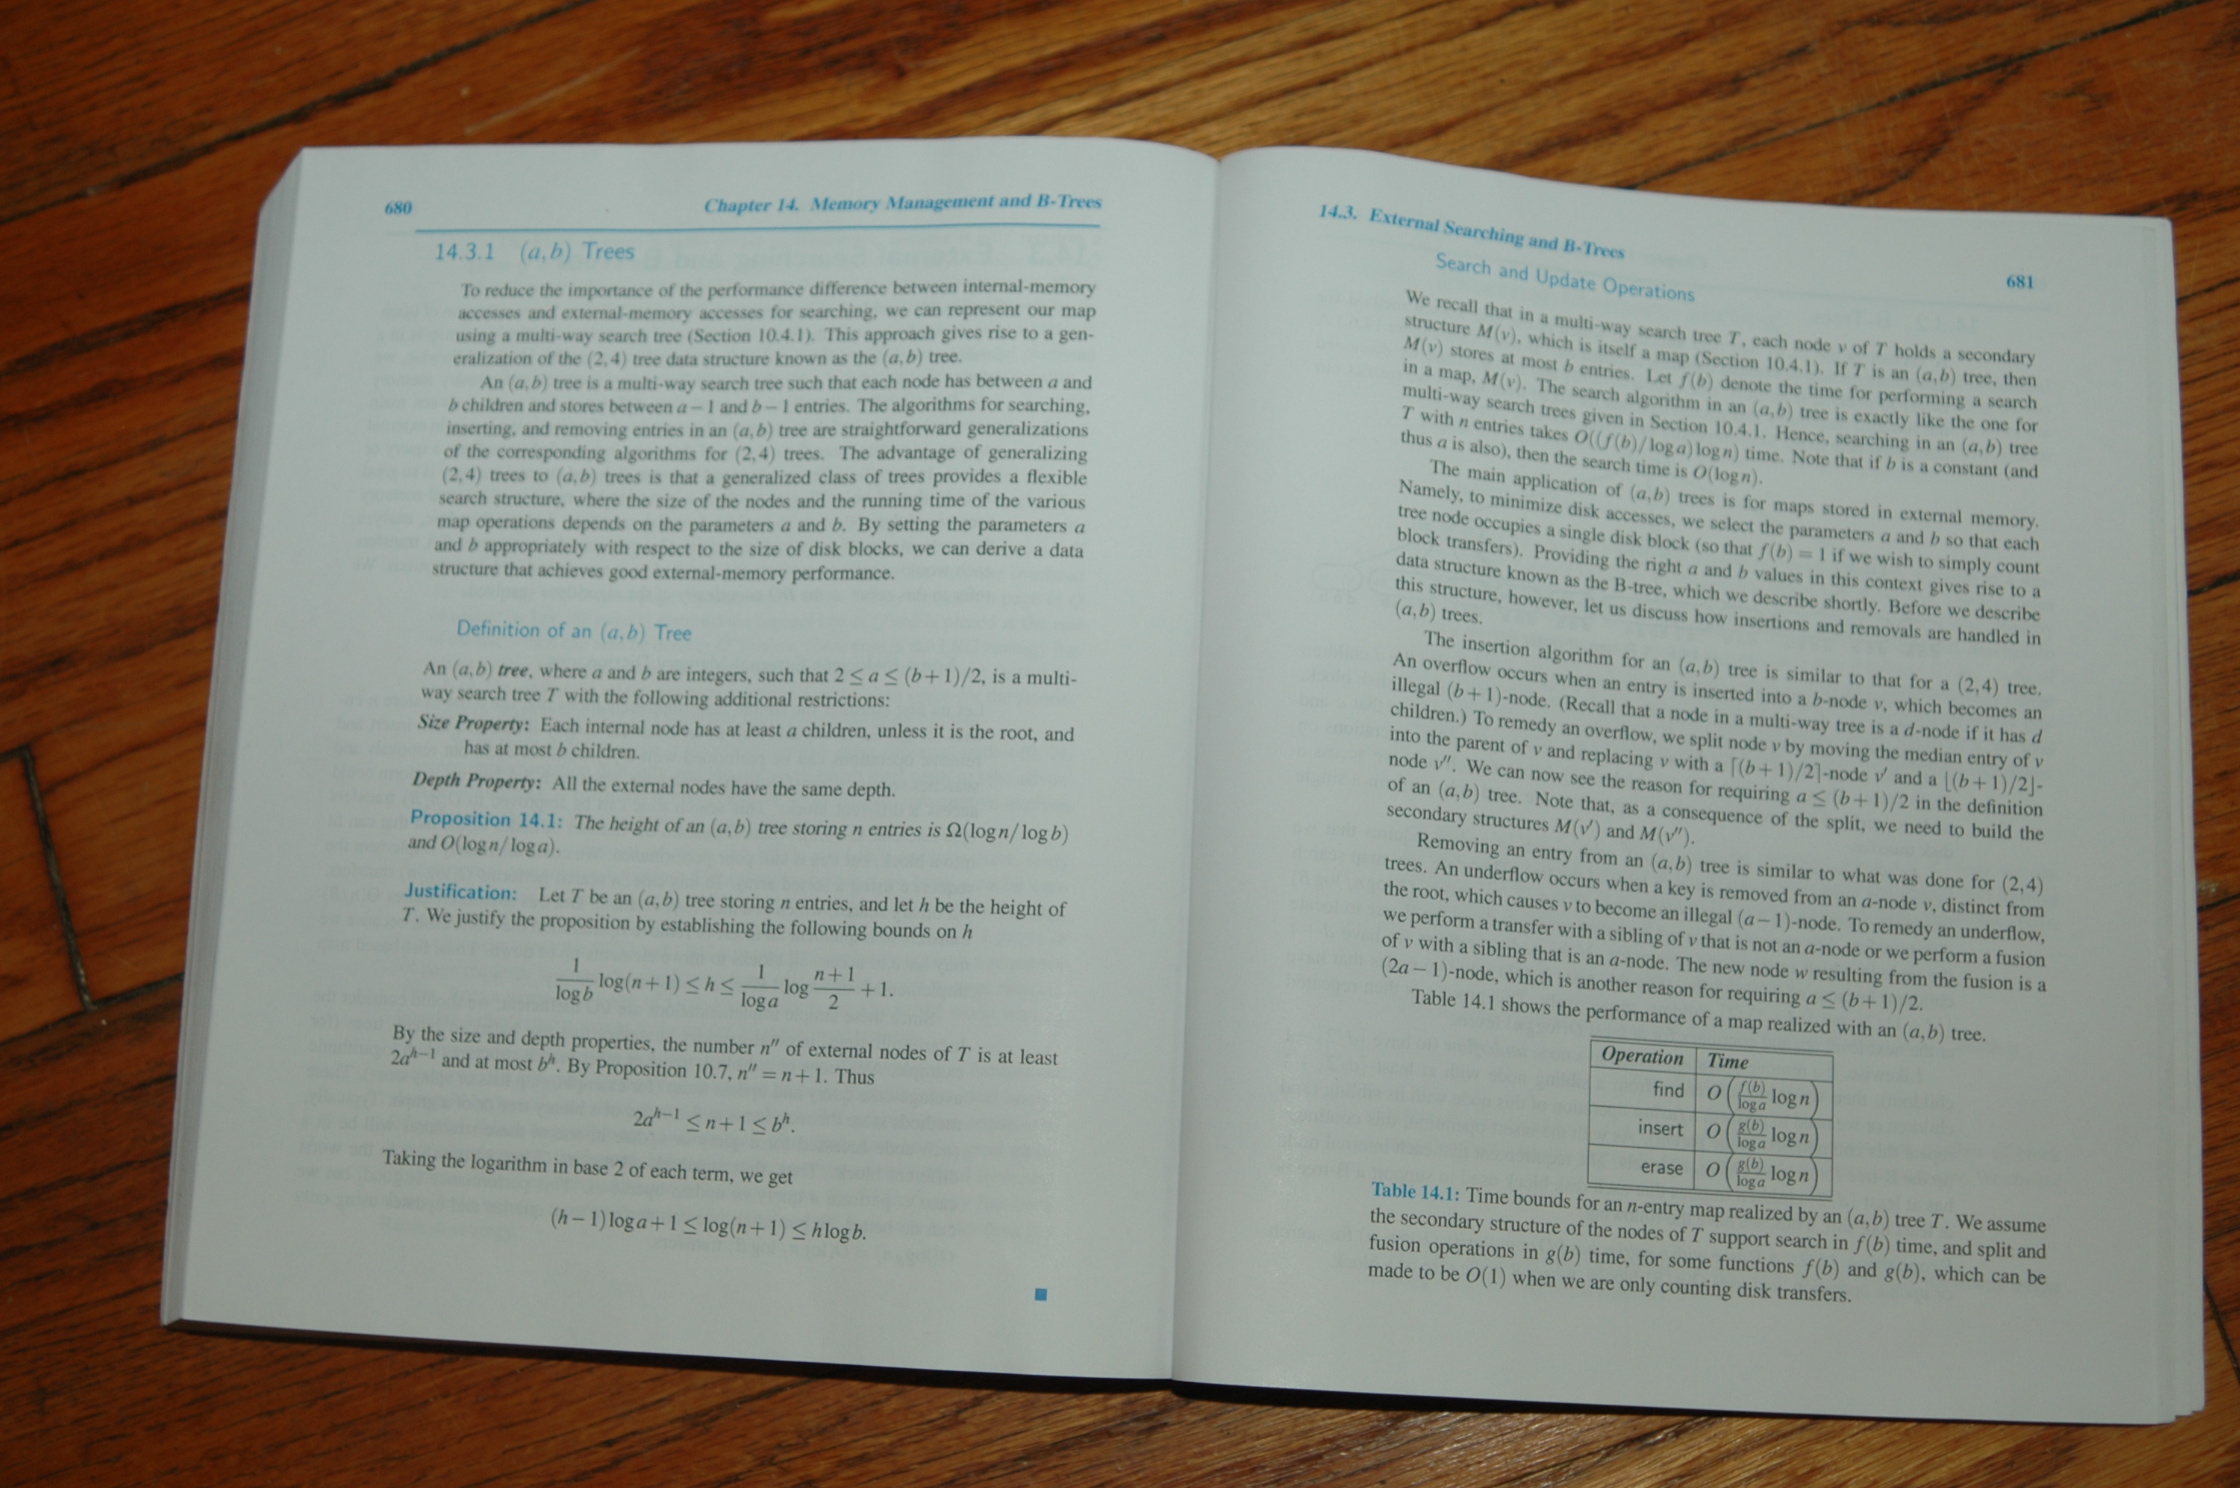 680 Chapter 14. Memory Management and B-Trees
14.3.1 (a,b) Trees
To reduce the importance of the performance difference between internal-memory
accesses and external-memory accesses for searching, we can represent our map
using a multi-way search tree (Section 10.4.1). This approach gives rise to a gen-
eralization of the (2,4) tree data structure known as the (a,b) tree.
An (a,b) tree is a multi-way search tree such that each node has between a and
b children and stores between a − 1 and b − 1 entries. The algorithms for searching,
inserting, and removing entries in an (a,b) tree are straightforward generalizations
of the corresponding algorithms for (2,4) trees. The advantage of generalizing
(2,4) trees to (a,b) trees is that a generalized class of trees provides a flexible
search structure, where the size of the nodes and the running time of the various
map operations depends on the parameters a and b. By setting the parameters a
and b appropriately with respect to the size of disk blocks, we can derive a data
structure that achieves good external-memory performance.
Definition of an (a,b) Tree
An (a,b) tree, where a and b are integers, such that 2 ≤ a ≤ (b+1)/2, is a multi-
way search tree T with the following additional restrictions:
Size Property: Each internal node has at least a children, unless it is the root, and
has at most b children.
Depth Property: All the external nodes have the same depth.
Proposition 14.1: The height of an (a,b) tree storing n entries is Ω(log n/ log b)
and O(log n/ log a).
Justification: Let T be an (a,b) tree storing n entries, and let h be the height of
T. We justify the proposition by establishing the following bounds on h
1/log b log(n+1) ≤ h ≤ 1/log a log (n+1)/2 + 1.
By the size and depth properties, the number n″ of external nodes of T is at least
2a^{h−1} and at most b^h. By Proposition 10.7, n″ = n+1. Thus
2a^{h−1} ≤ n+1 ≤ b^h.
Taking the logarithm in base 2 of each term, we get
(h−1) log a + 1 ≤ log(n+1) ≤ h log b.
■
14.3. External Searching and B-Trees 681
Search and Update Operations
We recall that in a multi-way search tree T, each node v of T holds a secondary
structure M(v), which is itself a map (Section 10.4.1). If T is an (a,b) tree, then
M(v) stores at most b entries. Let f(b) denote the time for performing a search
in a map, M(v). The search algorithm in an (a,b) tree is exactly like the one for
multi-way search trees given in Section 10.4.1. Hence, searching in an (a,b) tree
T with n entries takes O((f(b)/ log a) log n) time. Note that if b is a constant (and
thus a is also), then the search time is O(log n).
The main application of (a,b) trees is for maps stored in external memory.
Namely, to minimize disk accesses, we select the parameters a and b so that each
tree node occupies a single disk block (so that f(b) = 1 if we wish to simply count
block transfers). Providing the right a and b values in this context gives rise to a
data structure known as the B-tree, which we describe shortly. Before we describe
this structure, however, let us discuss how insertions and removals are handled in
(a,b) trees.
The insertion algorithm for an (a,b) tree is similar to that for a (2,4) tree.
An overflow occurs when an entry is inserted into a b-node v, which becomes an
illegal (b+1)-node. (Recall that a node in a multi-way tree is a d-node if it has d
children.) To remedy an overflow, we split node v by moving the median entry of v
into the parent of v and replacing v with a ⌈(b+1)/2⌉-node v′ and a ⌊(b+1)/2⌋-
node v″. We can now see the reason for requiring a ≤ (b+1)/2 in the definition
of an (a,b) tree. Note that, as a consequence of the split, we need to build the
secondary structures M(v′) and M(v″).
Removing an entry from an (a,b) tree is similar to what was done for (2,4)
trees. An underflow occurs when a key is removed from an a-node v, distinct from
the root, which causes v to become an illegal (a−1)-node. To remedy an underflow,
we perform a transfer with a sibling of v that is not an a-node or we perform a fusion
of v with a sibling that is an a-node. The new node w resulting from the fusion is a
(2a−1)-node, which is another reason for requiring a ≤ (b+1)/2.
Table 14.1 shows the performance of a map realized with an (a,b) tree.
Operation Time
find O(f(b)/log a log n)
insert O(g(b)/log a log n)
erase O(g(b)/log a log n)
Table 14.1: Time bounds for an n-entry map realized by an (a,b) tree T. We assume
the secondary structure of the nodes of T support search in f(b) time, and split and
fusion operations in g(b) time, for some functions f(b) and g(b), which can be
made to be O(1) when we are only counting disk transfers.